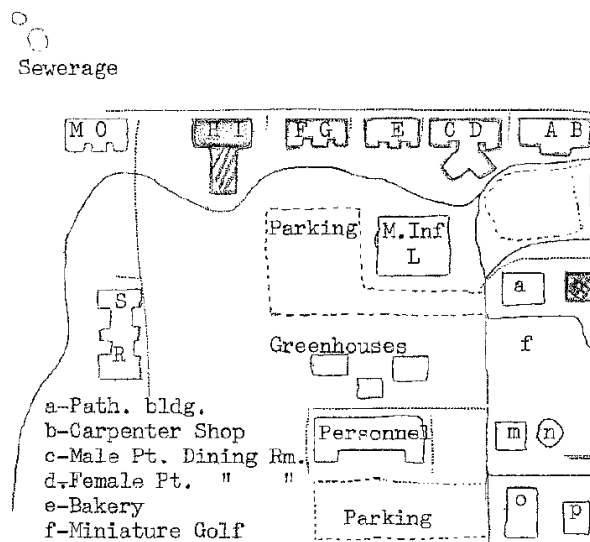 Sewerage
M O
H I
F G
E
C D
A B
Parking
M.Inf
L
a
S
R
Greenhouses
f
a-Path. bldg.
b-Carpenter Shop
c-Male Pt. Dining Rm.
d-Female Pt. " "
e-Bakery
f-Miniature Golf
Personnel
m
n
Parking
o
p